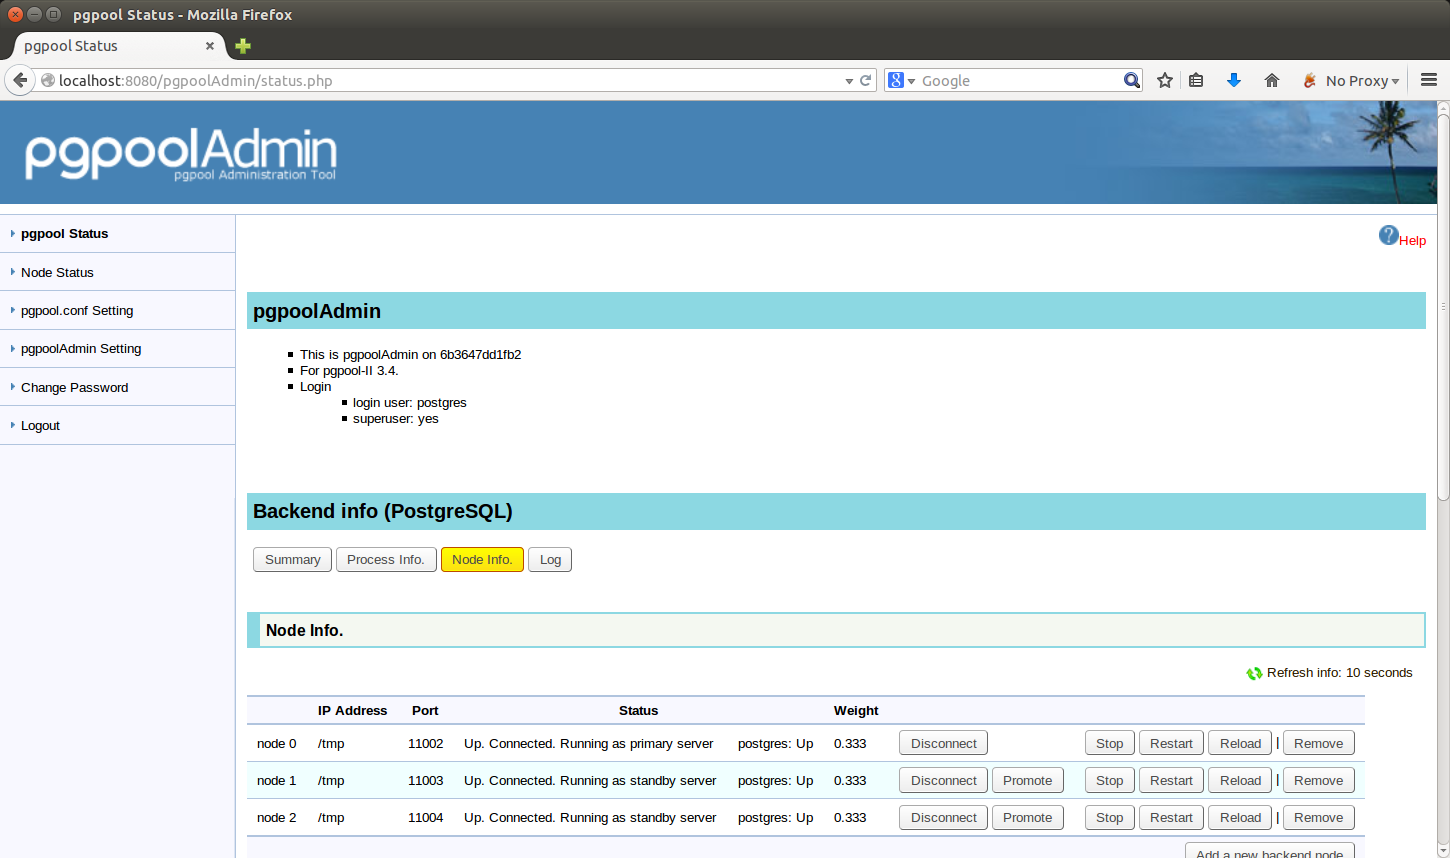 pgpool Status - Mozilla Firefox
pgpool Status
localhost:8080/pgpoolAdmin/status.php
Google
No Proxy
pgpoolAdmin
pgpool Administration Tool
pgpool Status
Node Status
pgpool.conf Setting
pgpoolAdmin Setting
Change Password
Logout
Help
pgpoolAdmin
This is pgpoolAdmin on 6b3647dd1fb2
For pgpool-II 3.4.
Login
login user: postgres
superuser: yes
Backend info (PostgreSQL)
Summary Process Info. Node Info. Log
Node Info.
Refresh info: 10 seconds
IP Address Port Status Weight
node 0 /tmp 11002 Up. Connected. Running as primary server postgres: Up 0.333 Disconnect Stop Restart Reload | Remove
node 1 /tmp 11003 Up. Connected. Running as standby server postgres: Up 0.333 Disconnect Promote Stop Restart Reload | Remove
node 2 /tmp 11004 Up. Connected. Running as standby server postgres: Up 0.333 Disconnect Promote Stop Restart Reload | Remove
Add a new backend node